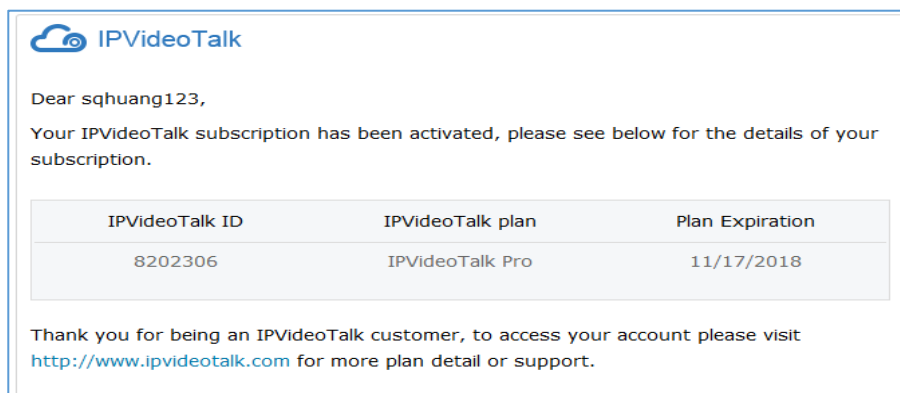 IPVideoTalk
Dear sqhuang123,
Your IPVideoTalk subscription has been activated, please see below for the details of your
subscription.
IPVideoTalk ID IPVideoTalk plan Plan Expiration
8202306 IPVideoTalk Pro 11/17/2018
Thank you for being an IPVideoTalk customer, to access your account please visit
http://www.ipvideotalk.com for more plan detail or support.